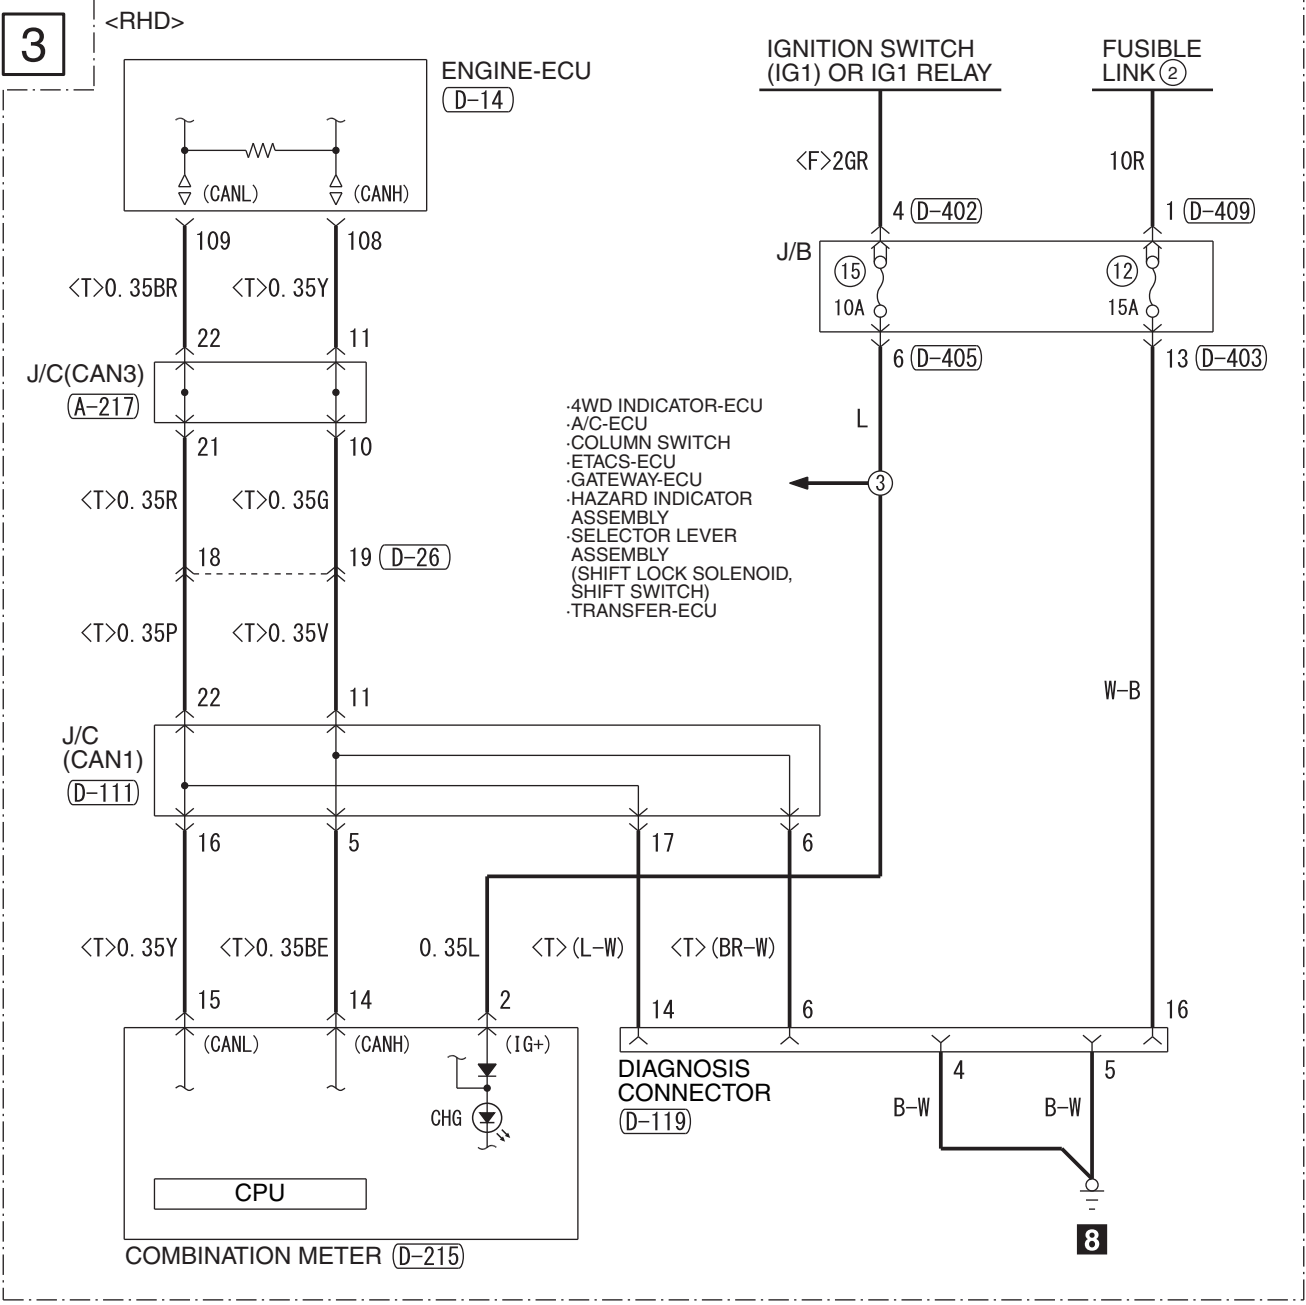 3
<RHD>
ENGINE-ECU
D-14
(CANL)
(CANH)
IGNITION SWITCH
(IG1) OR IG1 RELAY
FUSIBLE
LINK 2
<F>2GR
10R
4 D-402
1 D-409
109
108
J/B
15
10A
12
15A
<T>0.35BR
<T>0.35Y
22
11
6 D-405
13 D-403
J/C(CAN3)
A-217
21
10
L
·4WD INDICATOR-ECU
·A/C-ECU
·COLUMN SWITCH
·ETACS-ECU
·GATEWAY-ECU
·HAZARD INDICATOR
ASSEMBLY
·SELECTOR LEVER
ASSEMBLY
(SHIFT LOCK SOLENOID,
SHIFT SWITCH)
·TRANSFER-ECU
3
<T>0.35R
<T>0.35G
18
19 D-26
<T>0.35P
<T>0.35V
22
11
W-B
J/C
(CAN1)
D-111
16
5
17
6
<T>0.35Y
<T>0.35BE
0.35L
<T>(L-W)
<T>(BR-W)
15
14
2
14
6
16
(CANL)
(CANH)
(IG+)
CHG
CPU
COMBINATION METER D-215
DIAGNOSIS
CONNECTOR
D-119
4
5
B-W
B-W
8